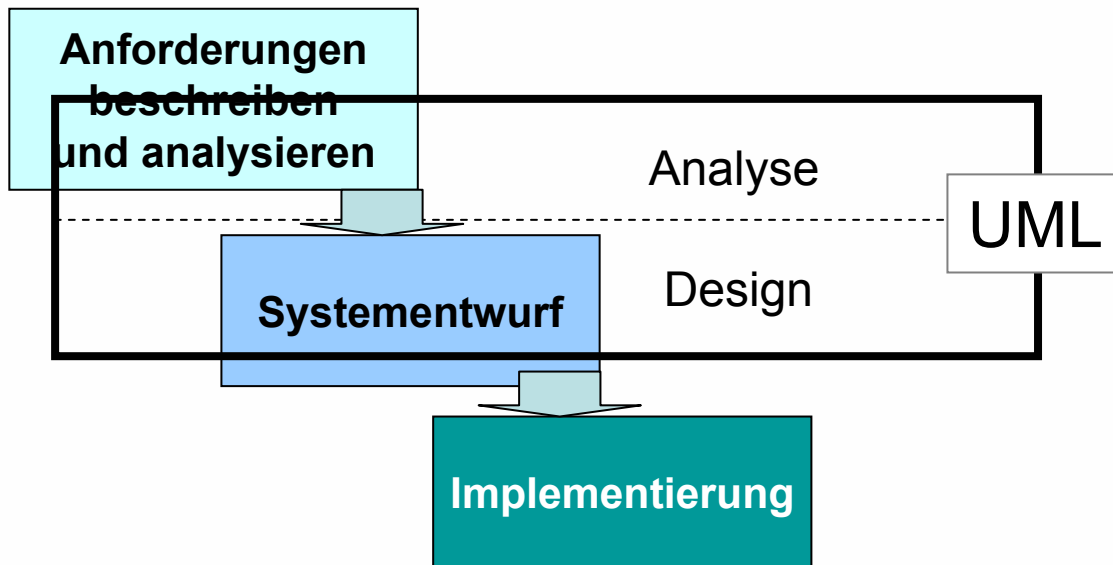 Anforderungen
beschreiben
und analysieren
Analyse
UML
Systementwurf
Design
Implementierung